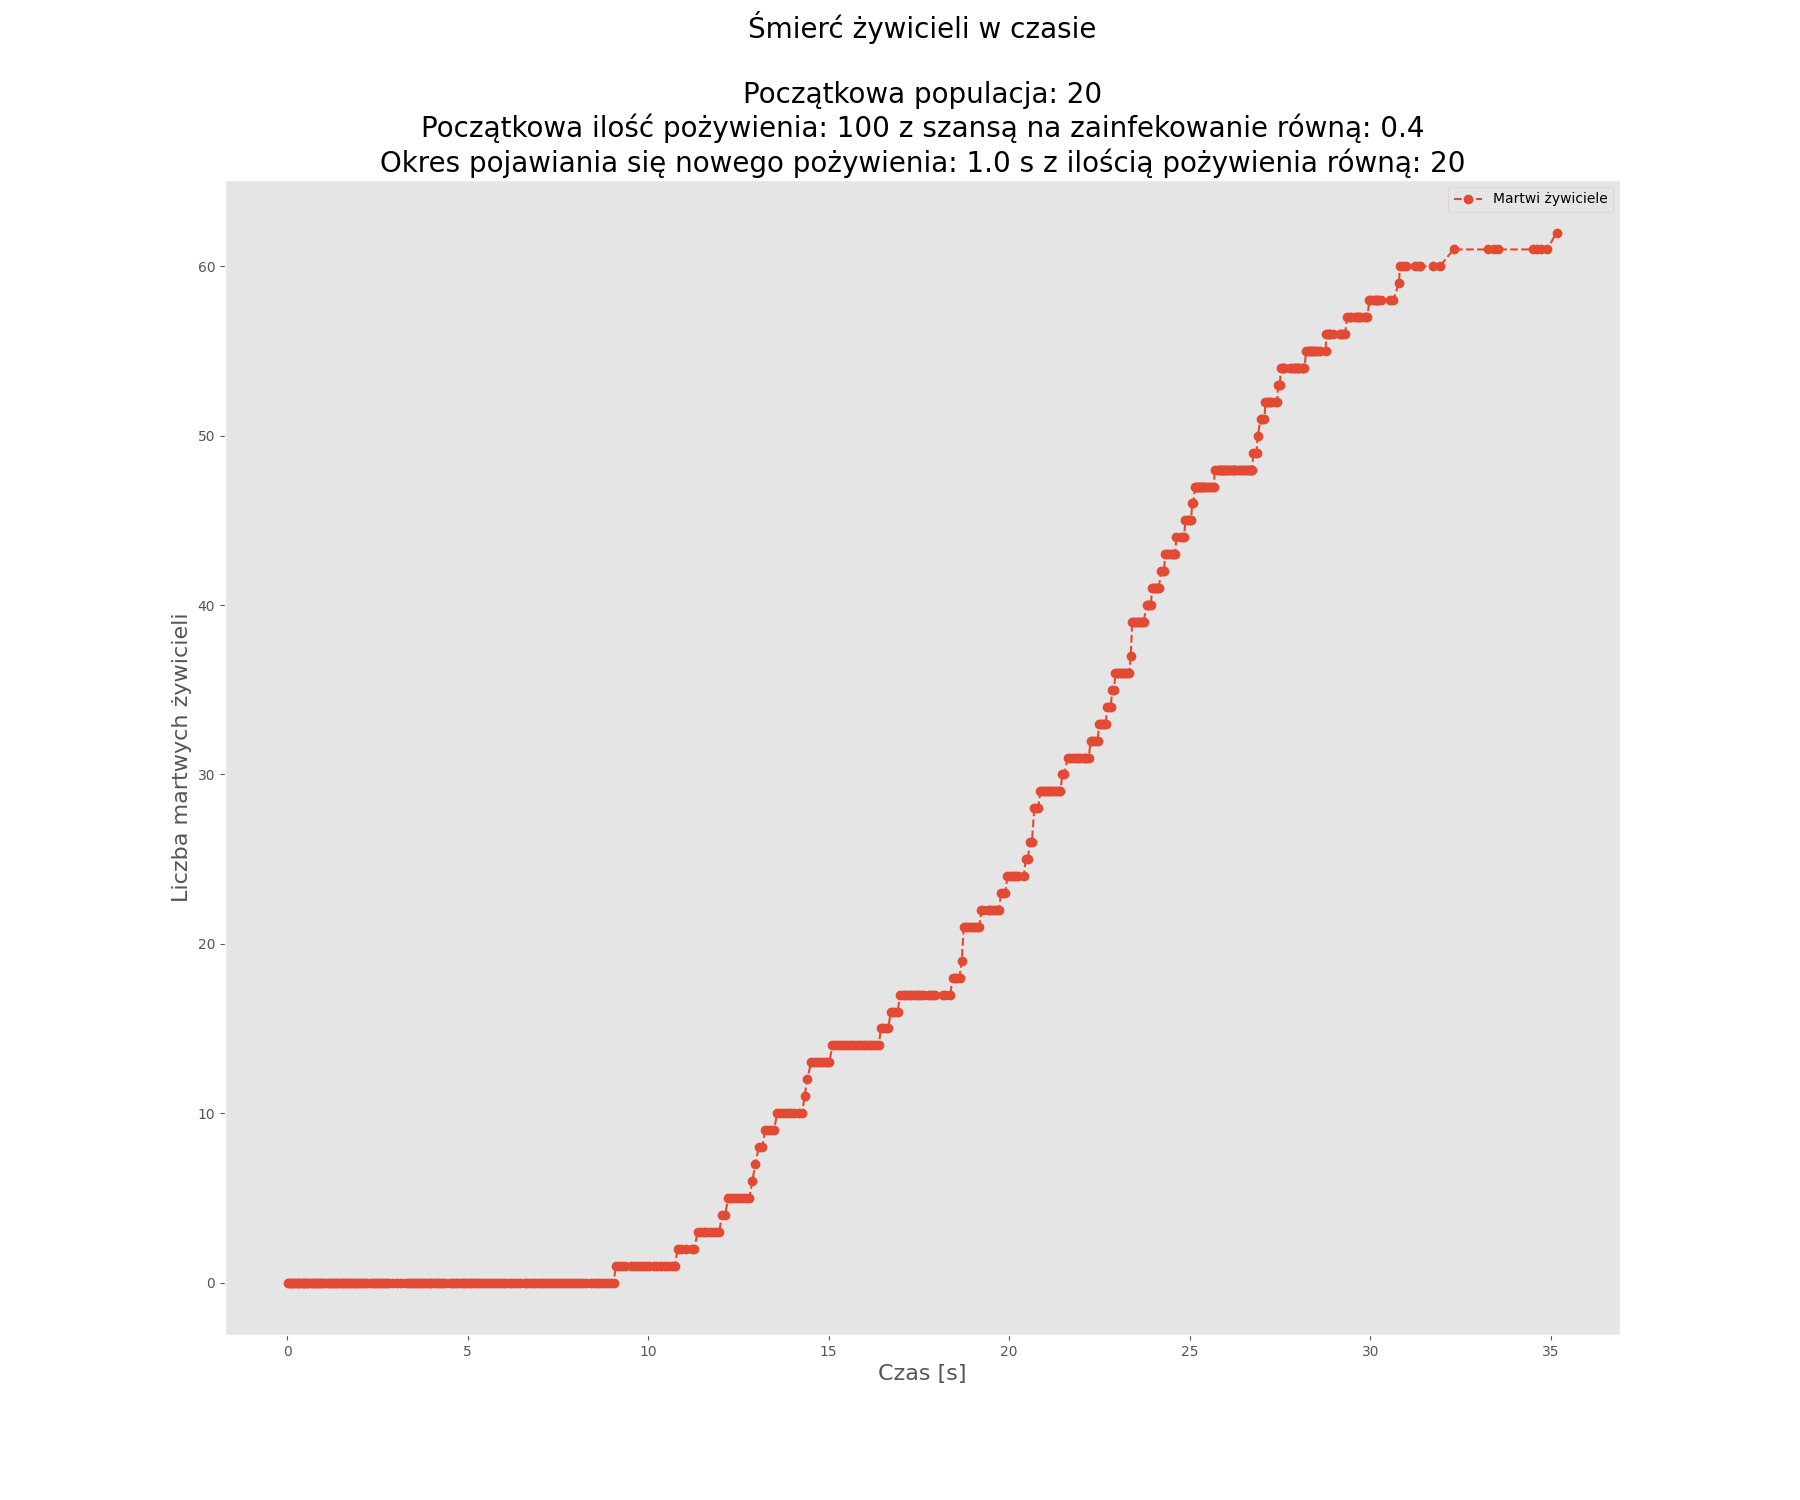 Śmierć żywicieli w czasie
Początkowa populacja: 20
Początkowa ilość pożywienia: 100 z szansą na zainfekowanie równą: 0.4
Okres pojawiania się nowego pożywienia: 1.0 s z ilością pożywienia równą: 20
Martwi żywiciele
60
50
40
30
20
10
0
Liczba martwych żywicieli
0 5 10 15 20 25 30 35
Czas [s]